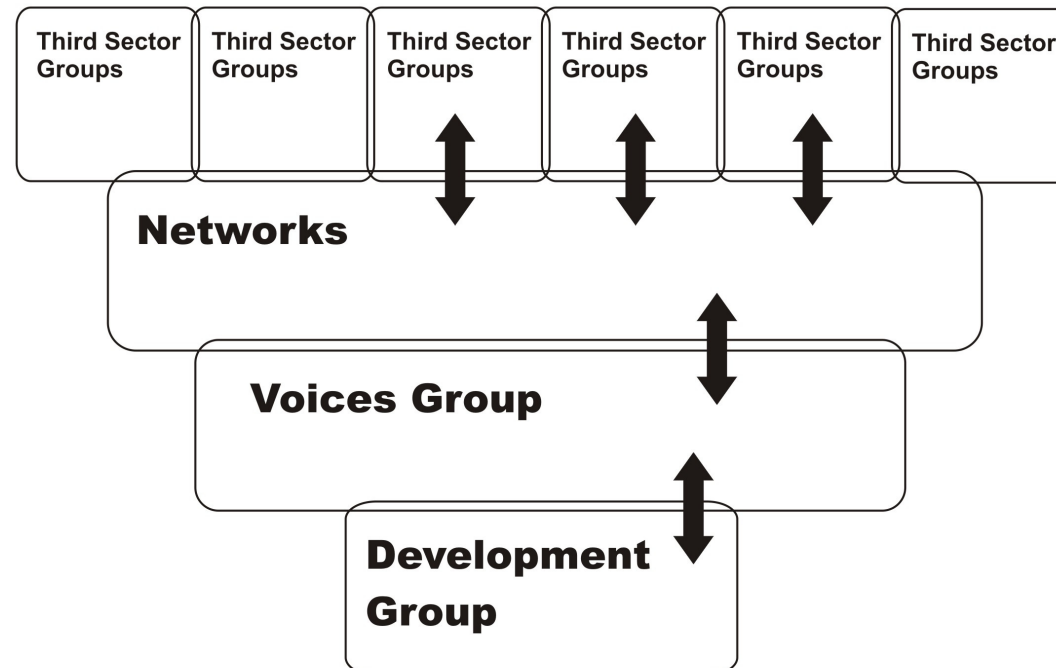 Third Sector
Groups
Third Sector
Groups
Third Sector
Groups
Third Sector
Groups
Third Sector
Groups
Third Sector
Groups
Networks
Voices Group
Development
Group